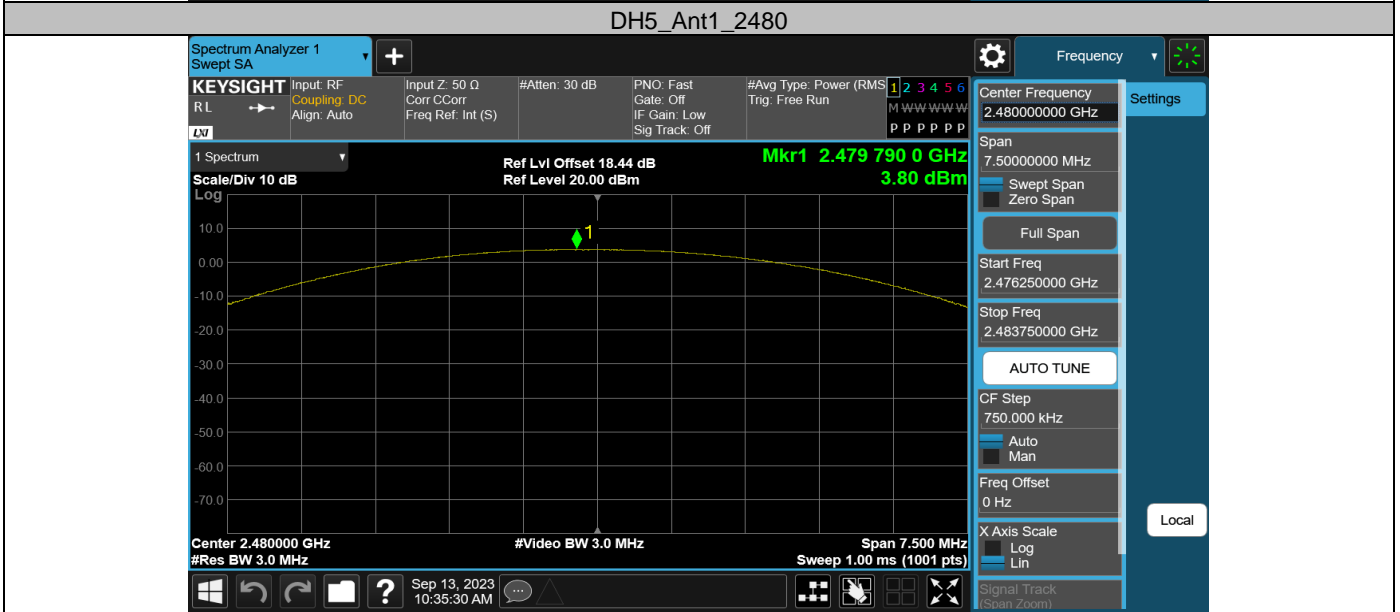 DH5_Ant1_2480
Spectrum Analyzer 1
Swept SA
+
Frequency
KEYSIGHT
R L
LXI
Input: RF
Coupling: DC
Align: Auto
Input Z: 50 Ω
Corr CCorr
Freq Ref: Int (S)
#Atten: 30 dB
PNO: Fast
Gate: Off
IF Gain: Low
Sig Track: Off
#Avg Type: Power (RMS
Trig: Free Run
1 2 3 4 5 6
M W W W W W
P P P P P P
1 Spectrum
Scale/Div 10 dB
Log
Ref Lvl Offset 18.44 dB
Ref Level 20.00 dBm
Mkr1 2.479 790 0 GHz
3.80 dBm
1
10.0
0.00
-10.0
-20.0
-30.0
-40.0
-50.0
-60.0
-70.0
Center 2.480000 GHz
#Res BW 3.0 MHz
#Video BW 3.0 MHz
Span 7.500 MHz
Sweep 1.00 ms (1001 pts)
Center Frequency
2.480000000 GHz
Settings
Span
7.50000000 MHz
Swept Span
Zero Span
Full Span
Start Freq
2.476250000 GHz
Stop Freq
2.483750000 GHz
AUTO TUNE
CF Step
750.000 kHz
Auto
Man
Freq Offset
0 Hz
X Axis Scale
Log
Lin
Local
Signal Track
(Span Zoom)
?
Sep 13, 2023
10:35:30 AM